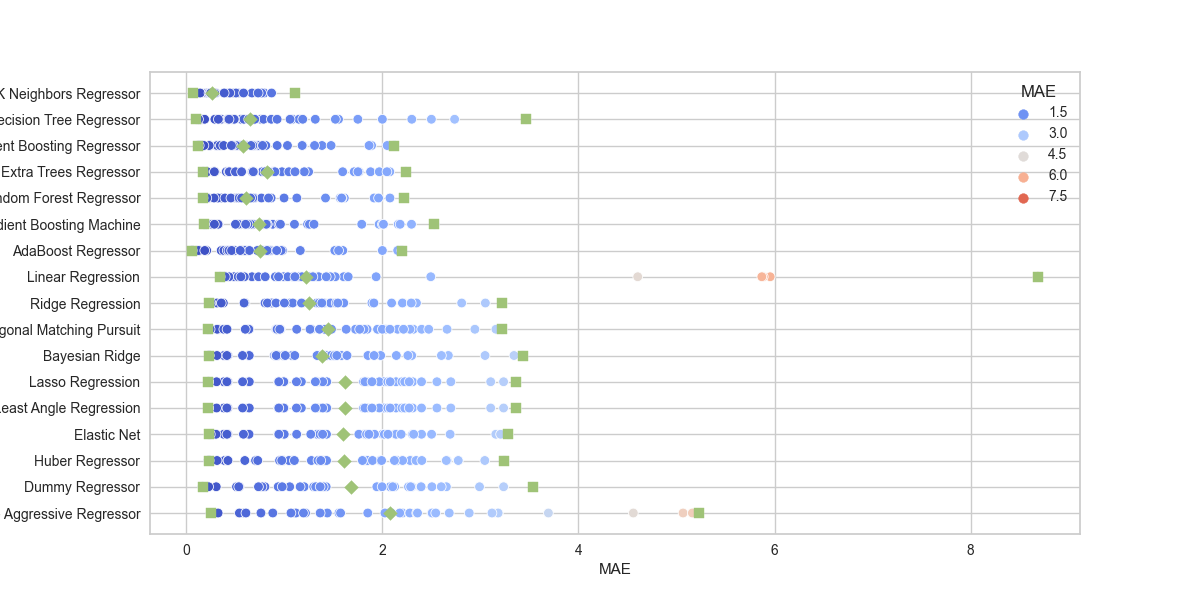 K Neighbors Regressor
ecision Tree Regressor
ent Boosting Regressor
Extra Trees Regressor
ndom Forest Regressor
dient Boosting Machine
AdaBoost Regressor
Linear Regression
Ridge Regression
ogonal Matching Pursuit
Bayesian Ridge
Lasso Regression
Least Angle Regression
Elastic Net
Huber Regressor
Dummy Regressor
Aggressive Regressor
MAE
1.5
3.0
4.5
6.0
7.5
0 2 4 6 8
MAE